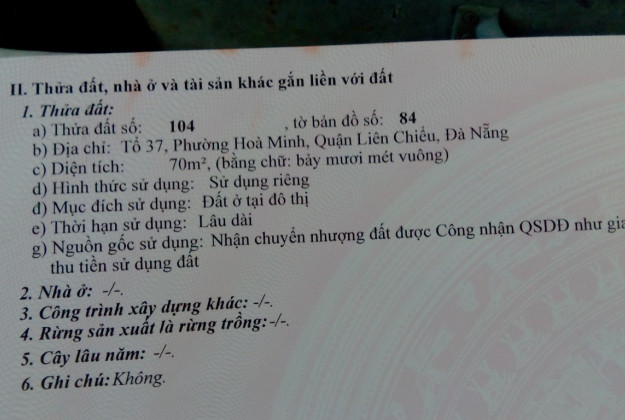 II. Thửa đất, nhà ở và tài sản khác gắn liền với đất
1. Thửa đất:
a) Thửa đất số: 104 , tờ bản đồ số: 84
b) Địa chỉ: Tổ 37, Phường Hoà Minh, Quận Liên Chiểu, Đà Nẵng
c) Diện tích: 70m², (bằng chữ: bảy mươi mét vuông)
d) Hình thức sử dụng: Sử dụng riêng
đ) Mục đích sử dụng: Đất ở tại đô thị
e) Thời hạn sử dụng: Lâu dài
g) Nguồn gốc sử dụng: Nhận chuyển nhượng đất được Công nhận QSDĐ như gia
thu tiền sử dụng đất
2. Nhà ở: -/-.
3. Công trình xây dựng khác: -/-.
4. Rừng sản xuất là rừng trồng: -/-.
5. Cây lâu năm: -/-.
6. Ghi chú: Không.